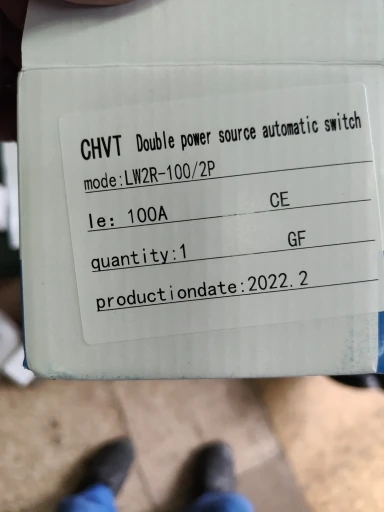 CHVT Double power source automatic switch
mode:LW2R-100/2P
Ie: 100A CE
quantity:1 GF
productiondate:2022.2